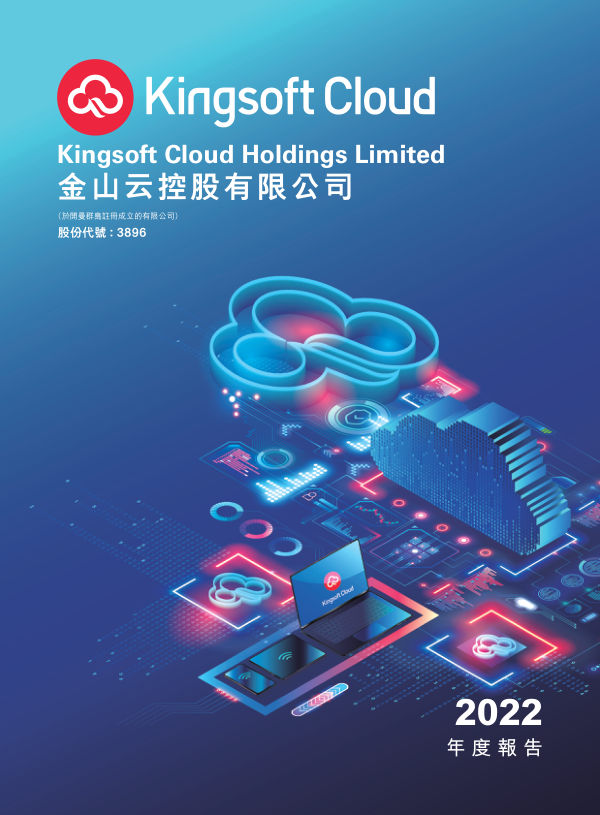 Kingsoft Cloud
Kingsoft Cloud Holdings Limited
金山云控股有限公司
(於開曼群島註冊成立的有限公司)
股份代號：3896
Kingsoft Cloud
2022
年度報告